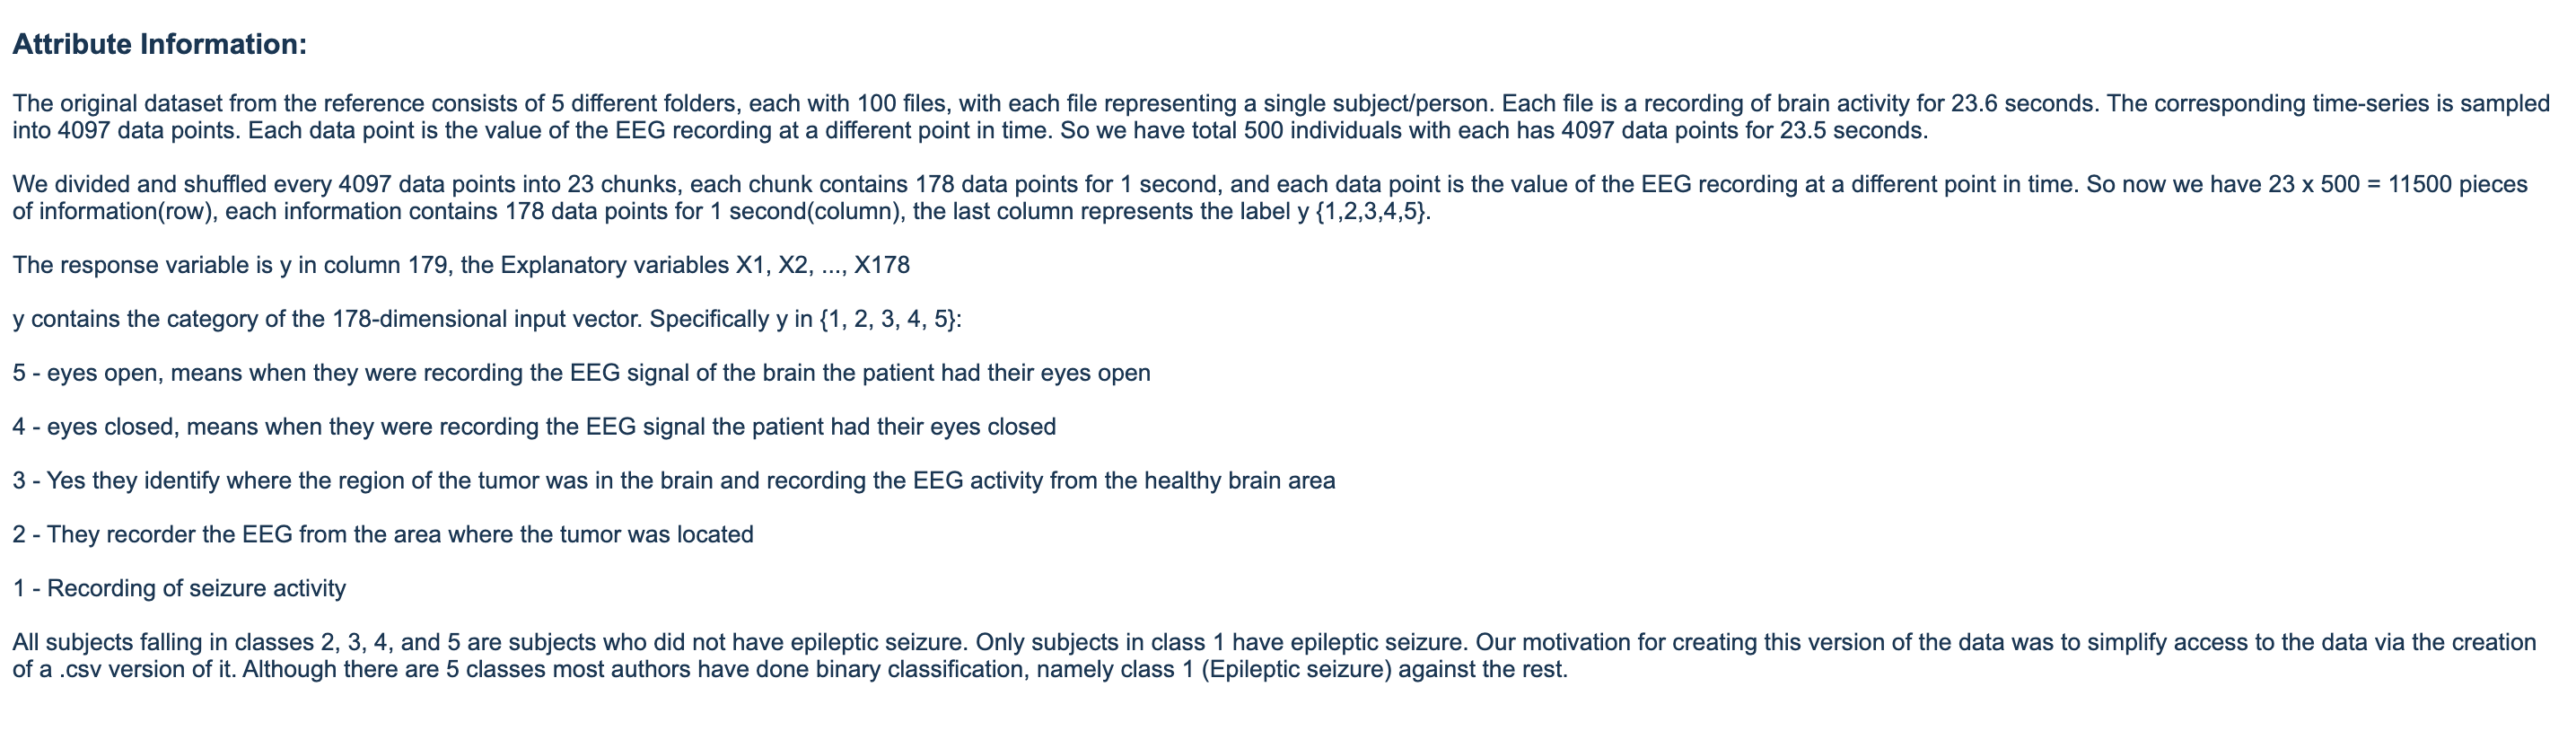 Attribute Information:
The original dataset from the reference consists of 5 different folders, each with 100 files, with each file representing a single subject/person. Each file is a recording of brain activity for 23.6 seconds. The corresponding time-series is sampled
into 4097 data points. Each data point is the value of the EEG recording at a different point in time. So we have total 500 individuals with each has 4097 data points for 23.5 seconds.
We divided and shuffled every 4097 data points into 23 chunks, each chunk contains 178 data points for 1 second, and each data point is the value of the EEG recording at a different point in time. So now we have 23 x 500 = 11500 pieces
of information(row), each information contains 178 data points for 1 second(column), the last column represents the label y {1,2,3,4,5}.
The response variable is y in column 179, the Explanatory variables X1, X2, ..., X178
y contains the category of the 178-dimensional input vector. Specifically y in {1, 2, 3, 4, 5}:
5 - eyes open, means when they were recording the EEG signal of the brain the patient had their eyes open
4 - eyes closed, means when they were recording the EEG signal the patient had their eyes closed
3 - Yes they identify where the region of the tumor was in the brain and recording the EEG activity from the healthy brain area
2 - They recorder the EEG from the area where the tumor was located
1 - Recording of seizure activity
All subjects falling in classes 2, 3, 4, and 5 are subjects who did not have epileptic seizure. Only subjects in class 1 have epileptic seizure. Our motivation for creating this version of the data was to simplify access to the data via the creation
of a .csv version of it. Although there are 5 classes most authors have done binary classification, namely class 1 (Epileptic seizure) against the rest.